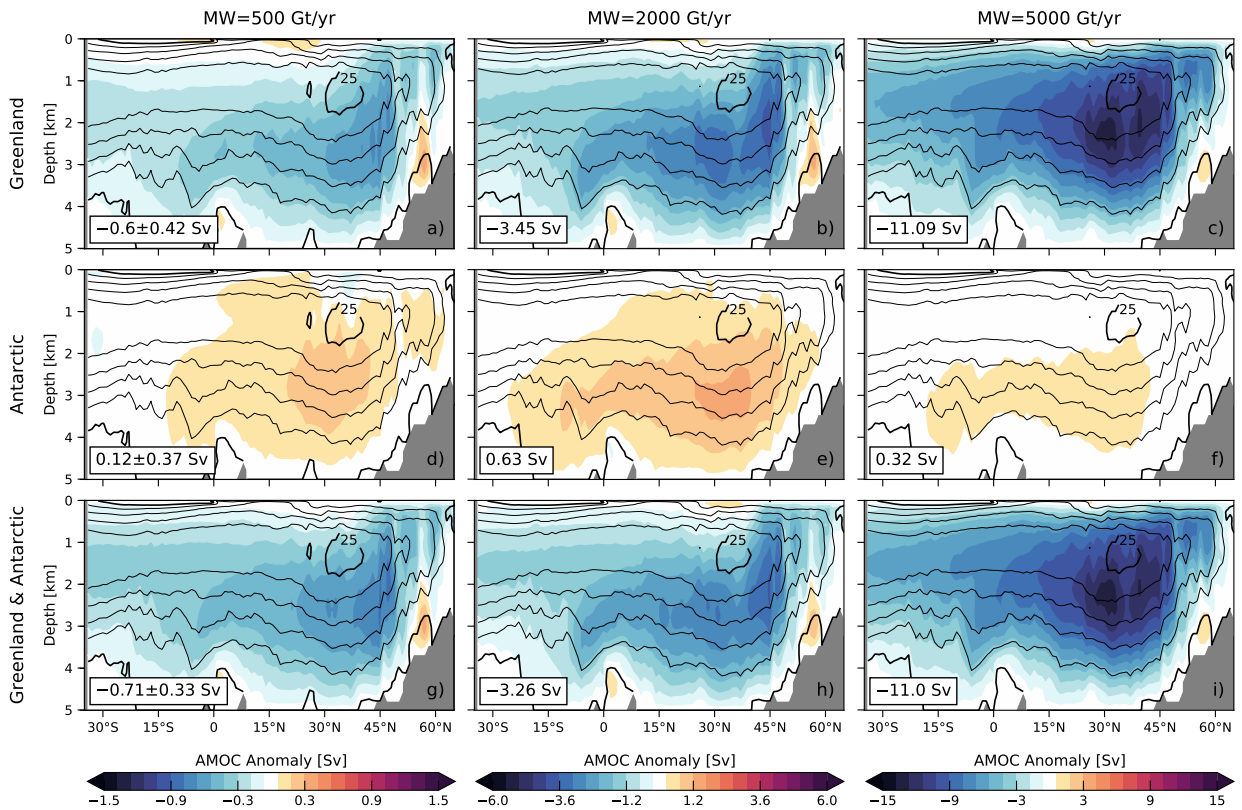 MW=500 Gt/yr
MW=2000 Gt/yr
MW=5000 Gt/yr
Greenland
Depth [km]
0
1
2
3
4
5
25
−0.6±0.42 Sv
a)
25
−3.45 Sv
b)
25
−11.09 Sv
c)
Antarctic
Depth [km]
0
1
2
3
4
5
25
0.12±0.37 Sv
d)
25
0.63 Sv
e)
25
0.32 Sv
f)
Greenland & Antarctic
Depth [km]
0
1
2
3
4
5
25
−0.71±0.33 Sv
g)
25
−3.26 Sv
h)
25
−11.0 Sv
i)
30°S 15°S 0 15°N 30°N 45°N 60°N
30°S 15°S 0 15°N 30°N 45°N 60°N
30°S 15°S 0 15°N 30°N 45°N 60°N
AMOC Anomaly [Sv]
−1.5 −0.9 −0.3 0.3 0.9 1.5
AMOC Anomaly [Sv]
−6.0 −3.6 −1.2 1.2 3.6 6.0
AMOC Anomaly [Sv]
−15 −9 −3 3 9 15